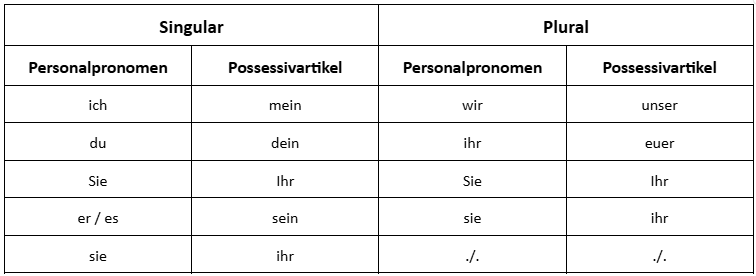 Singular Plural
Personalpronomen Possessivartikel Personalpronomen Possessivartikel
ich mein wir unser
du dein ihr euer
Sie Ihr Sie Ihr
er / es sein sie ihr
sie ihr ./. ./.